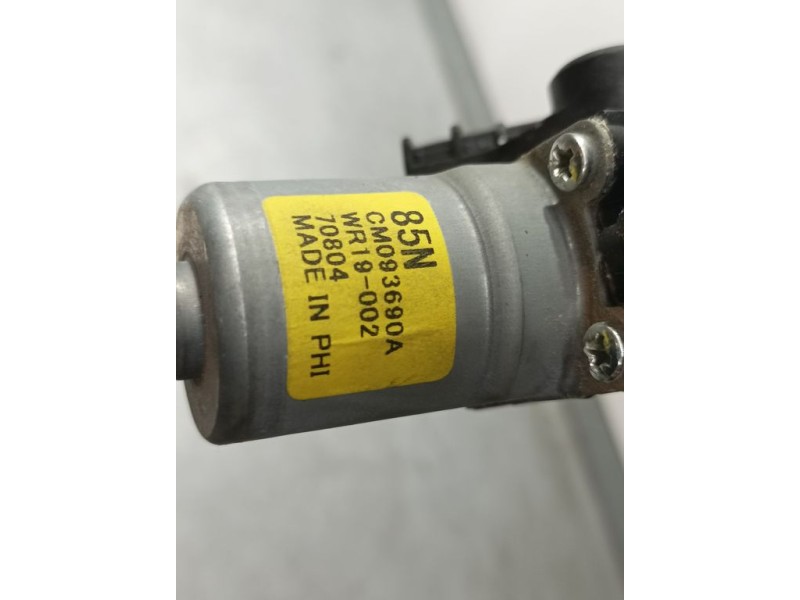 85N
CM093690A
WR19-002
70804
MADE IN PHI